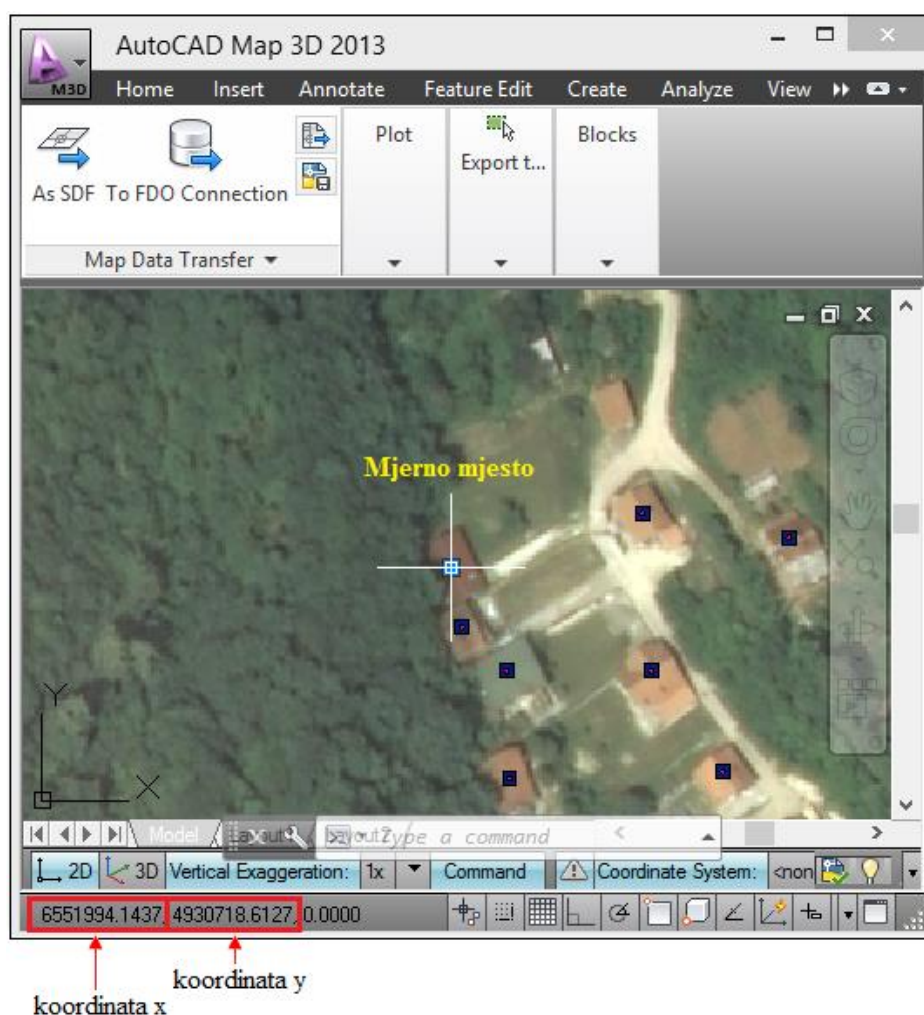 AutoCAD Map 3D 2013
M3D Home Insert Annotate Feature Edit Create Analyze View
As SDF To FDO Connection Plot Export t... Blocks
Map Data Transfer
Mjerno mjesto
Y
X
Model Type a command
2D 3D Vertical Exaggeration: 1x Command Coordinate System: <non
6551994.1437, 4930718.6127, 0.0000
koordinata y
koordinata x